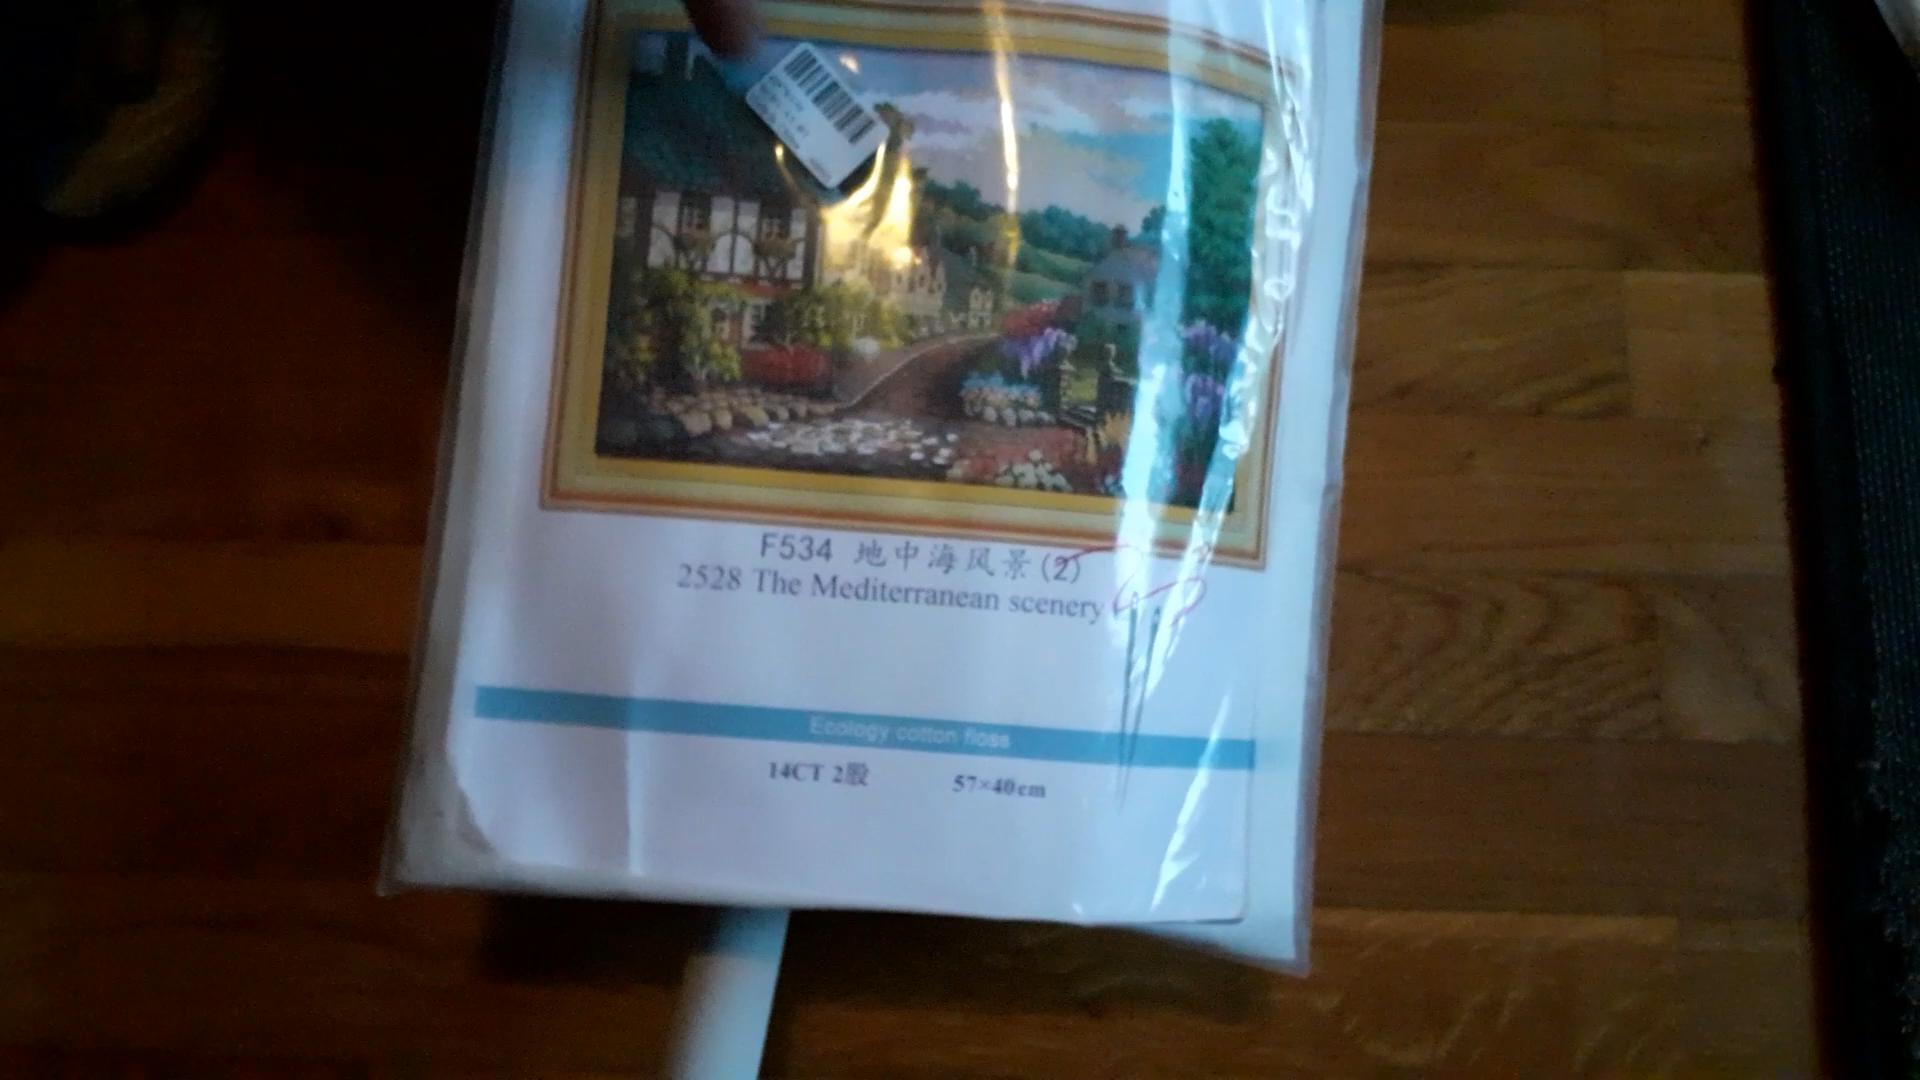 F534 地中海风景(2)
2528 The Mediterranean scenery
Ecology cotton floss
14CT 2股 57×40cm